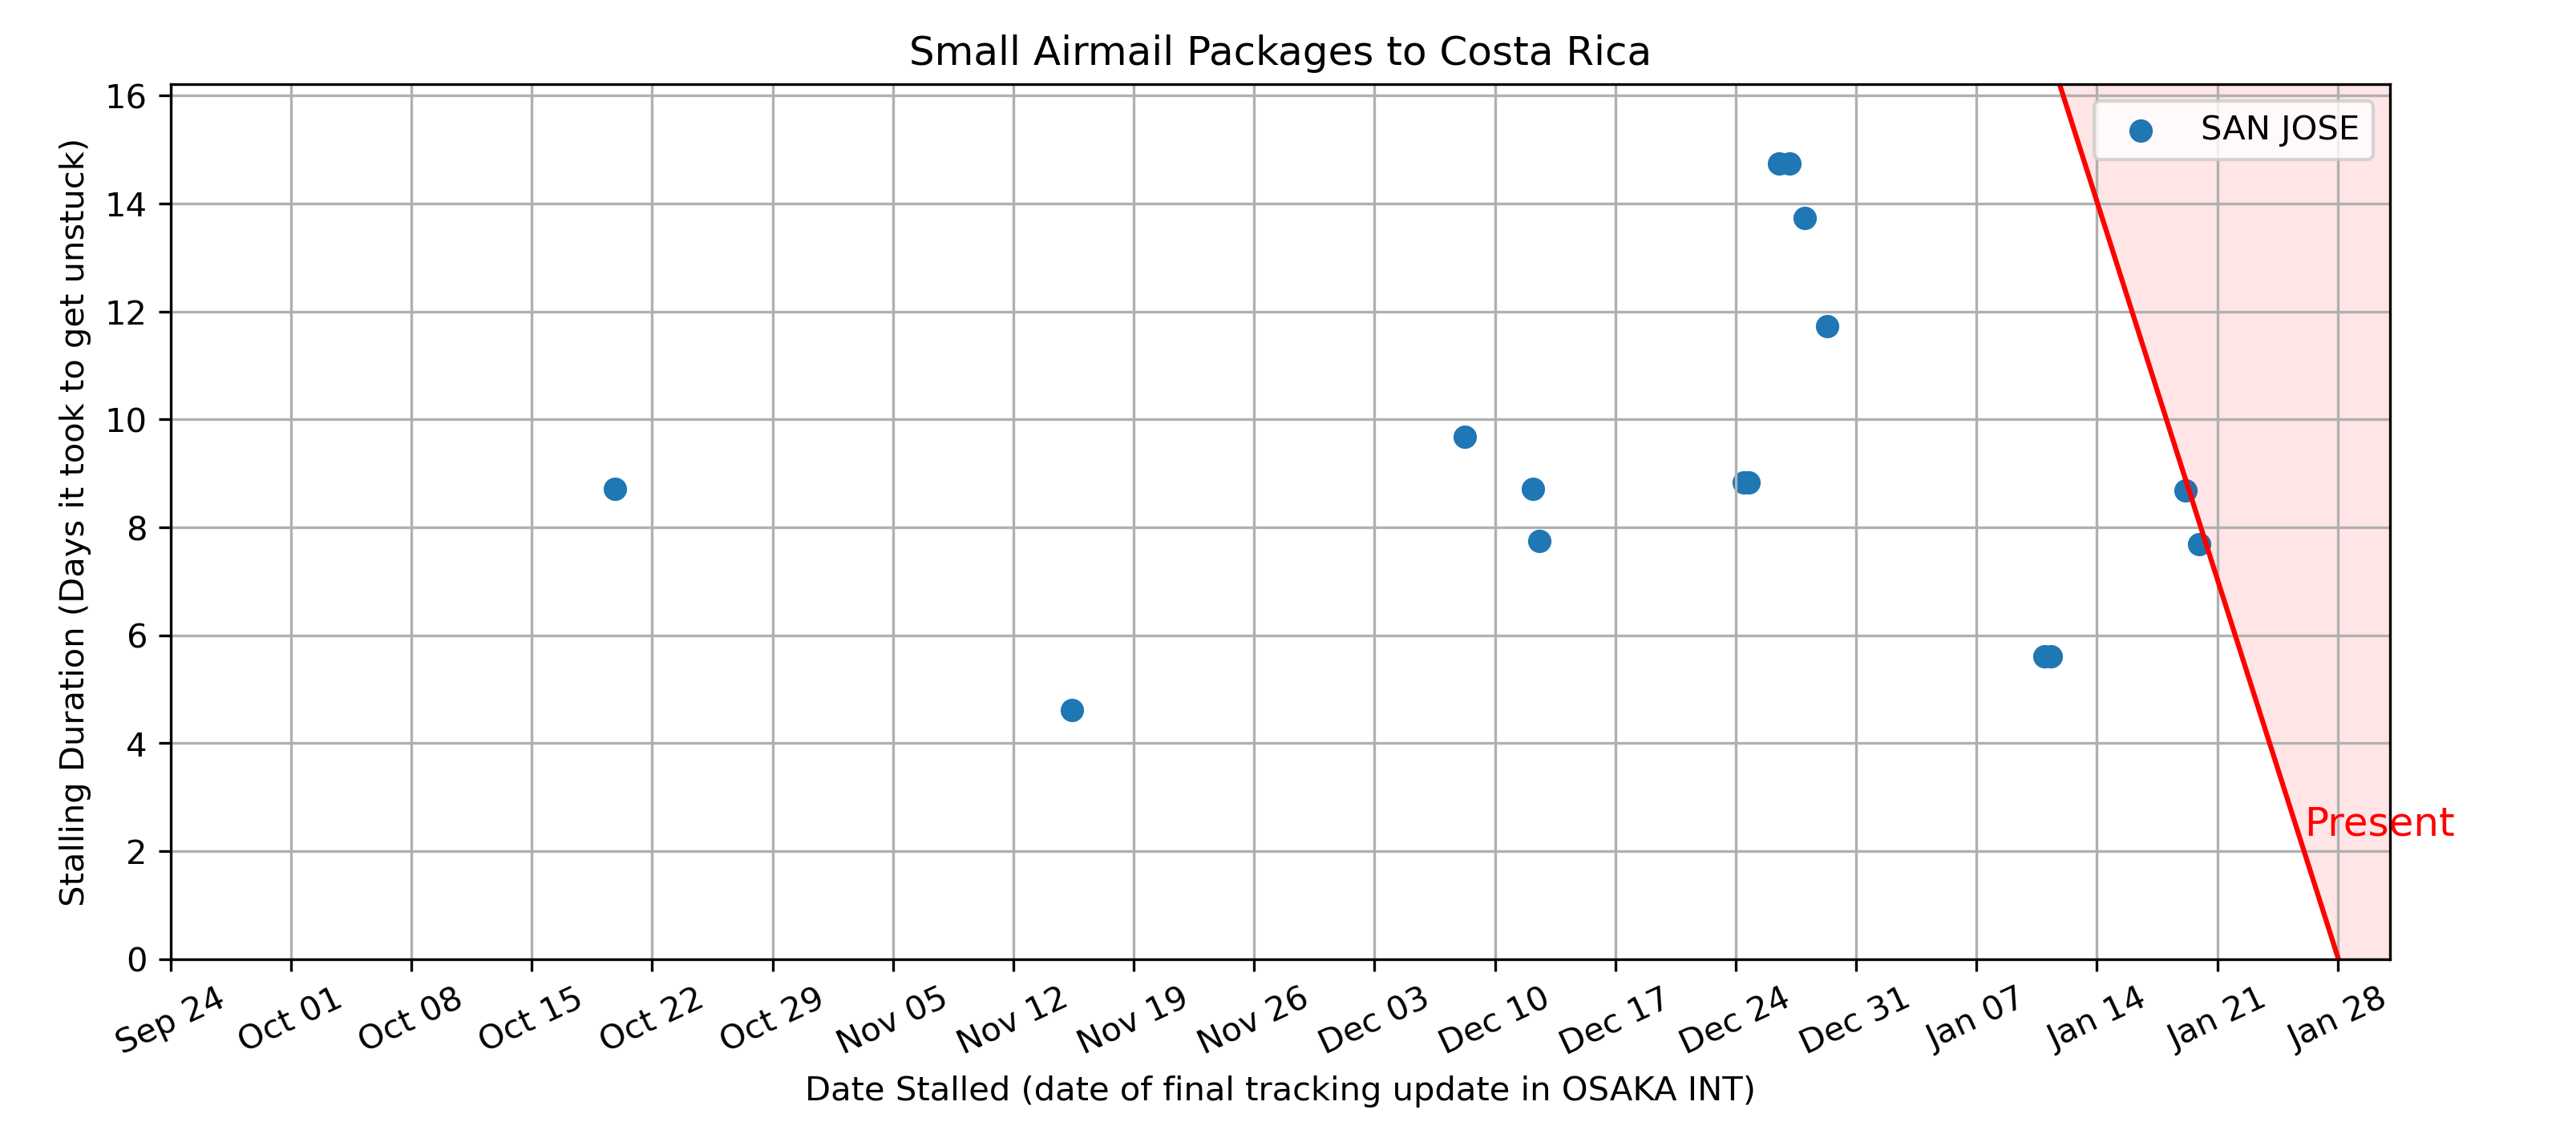 Small Airmail Packages to Costa Rica
SAN JOSE
16
14
12
10
8
6
4
2
0
Stalling Duration (Days it took to get unstuck)
Present
Sep 24
Oct 01
Oct 08
Oct 15
Oct 22
Oct 29
Nov 05
Nov 12
Nov 19
Nov 26
Dec 03
Dec 10
Dec 17
Dec 24
Dec 31
Jan 07
Jan 14
Jan 21
Jan 28
Date Stalled (date of final tracking update in OSAKA INT)